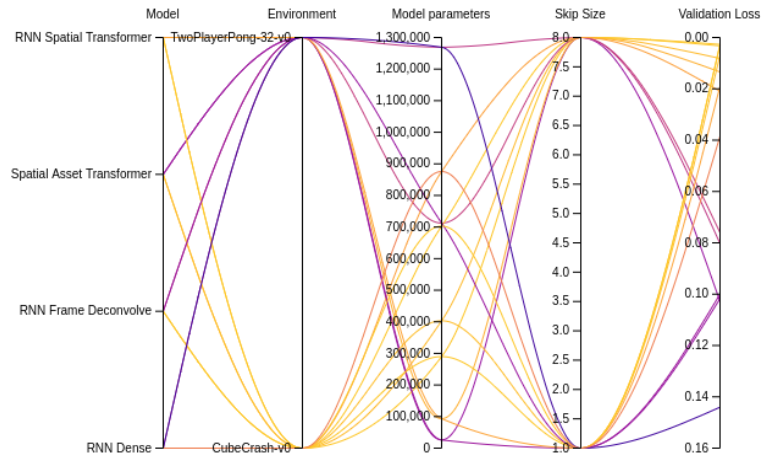 Model Environment Model parameters Skip Size Validation Loss
RNN Spatial Transformer TwoPlayerPong-32-v0 1,300,000 8.0 0.00
1,200,000 7.5
1,100,000 7.0 0.02
1,000,000 6.5
900,000 6.0 0.04
Spatial Asset Transformer 800,000 5.5 0.06
700,000 5.0
600,000 4.5 0.08
500,000 4.0
RNN Frame Deconvolve 400,000 3.5 0.10
300,000 3.0
200,000 2.5 0.12
100,000 2.0 0.14
1.5
RNN Dense CubeCrash-v0 0 1.0 0.16